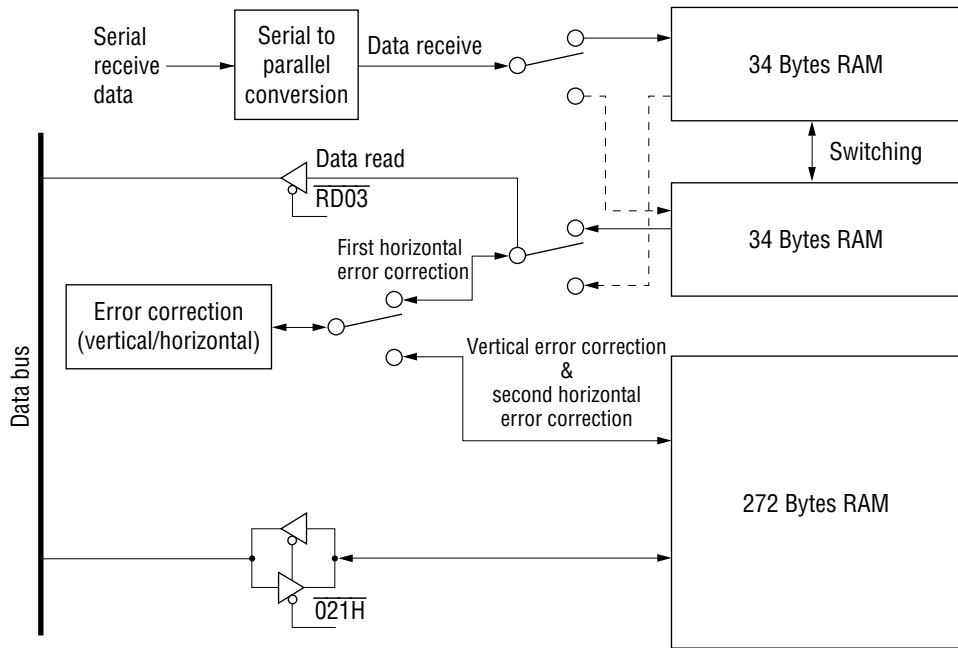 Serial
receive
data
Serial to
parallel
conversion
Data receive
34 Bytes RAM
Switching
Data read
RD03
34 Bytes RAM
First horizontal
error correction
Error correction
(vertical/horizontal)
Vertical error correction
&
second horizontal
error correction
Data bus
272 Bytes RAM
021H